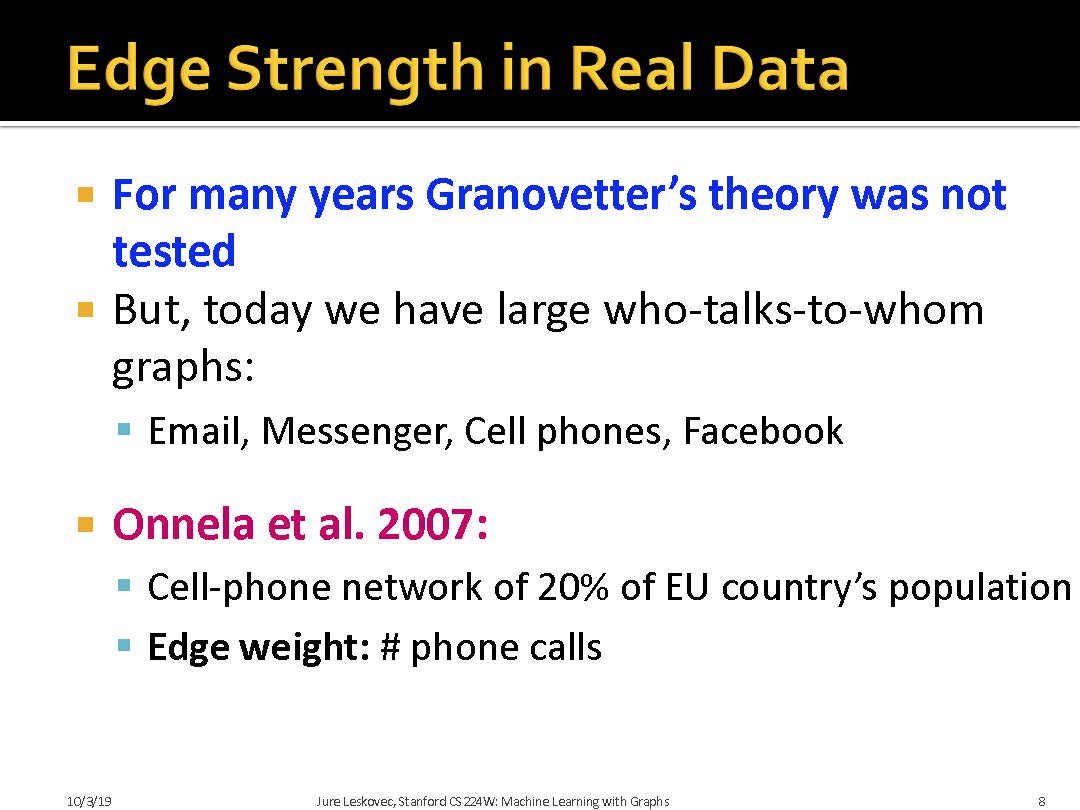 Edge Strength in Real Data
For many years Granovetter’s theory was not
tested
But, today we have large who-talks-to-whom
graphs:
Email, Messenger, Cell phones, Facebook
Onnela et al. 2007:
Cell-phone network of 20% of EU country’s population
Edge weight: # phone calls
10/3/19
Jure Leskovec, Stanford CS224W: Machine Learning with Graphs
8